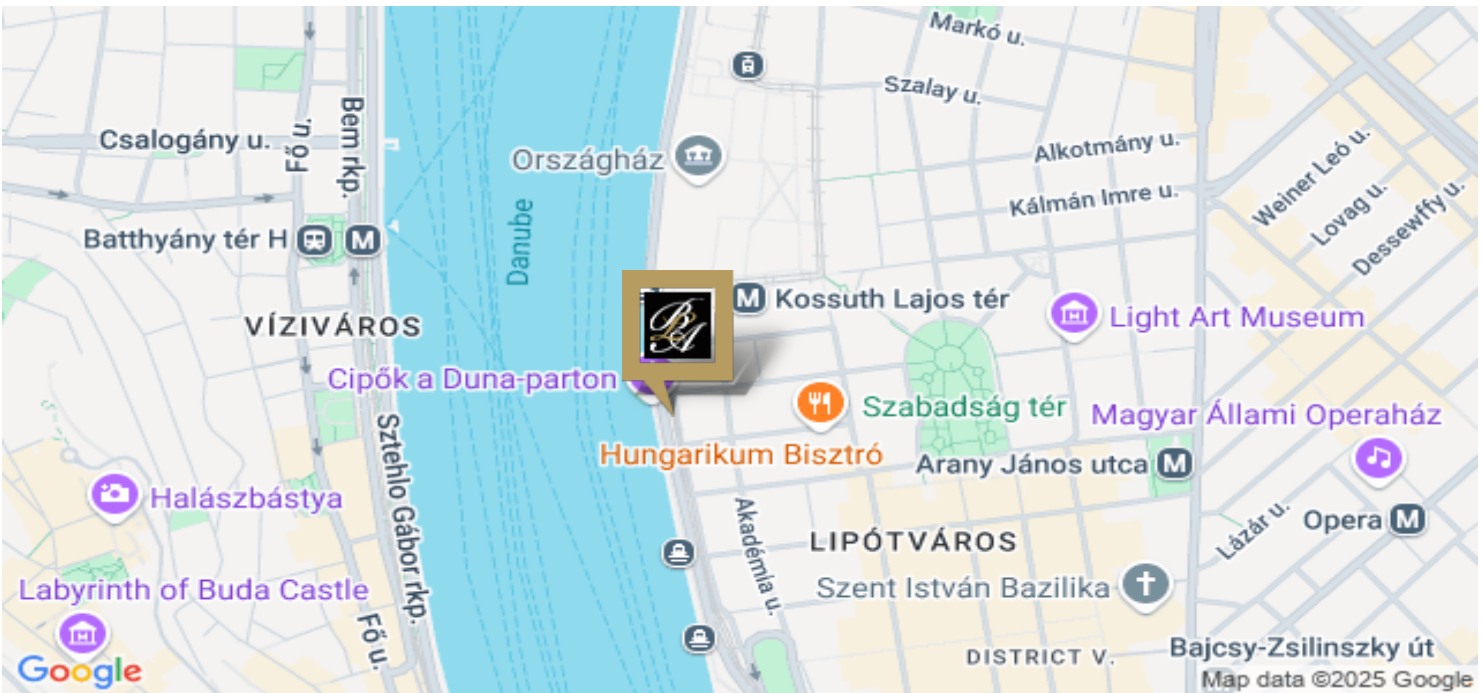 Markó u.
Szalay u.
Bem rkp.
Csalogány u.
Fő u.
Országház
Alkotmány u.
Weiner Leó u.
Kálmán Imre u.
Lovag u.
Dessewffy u.
Danube
Batthyány tér H
M
M
Kossuth Lajos tér
VÍZIVÁROS
Light Art Museum
BLA
Cipők a Duna-parton
Szabadság tér
Magyar Állami Operaház
Hungarikum Bisztró
Arany János utca
M
Sztehlo Gábor rkp.
Halászbástya
Akadémia u.
Lázár u.
Opera
M
LIPÓTVÁROS
Labyrinth of Buda Castle
Szent István Bazilika
Fő u.
DISTRICT V.
Bajcsy-Zsilinszky út
Google
Map data ©2025 Google